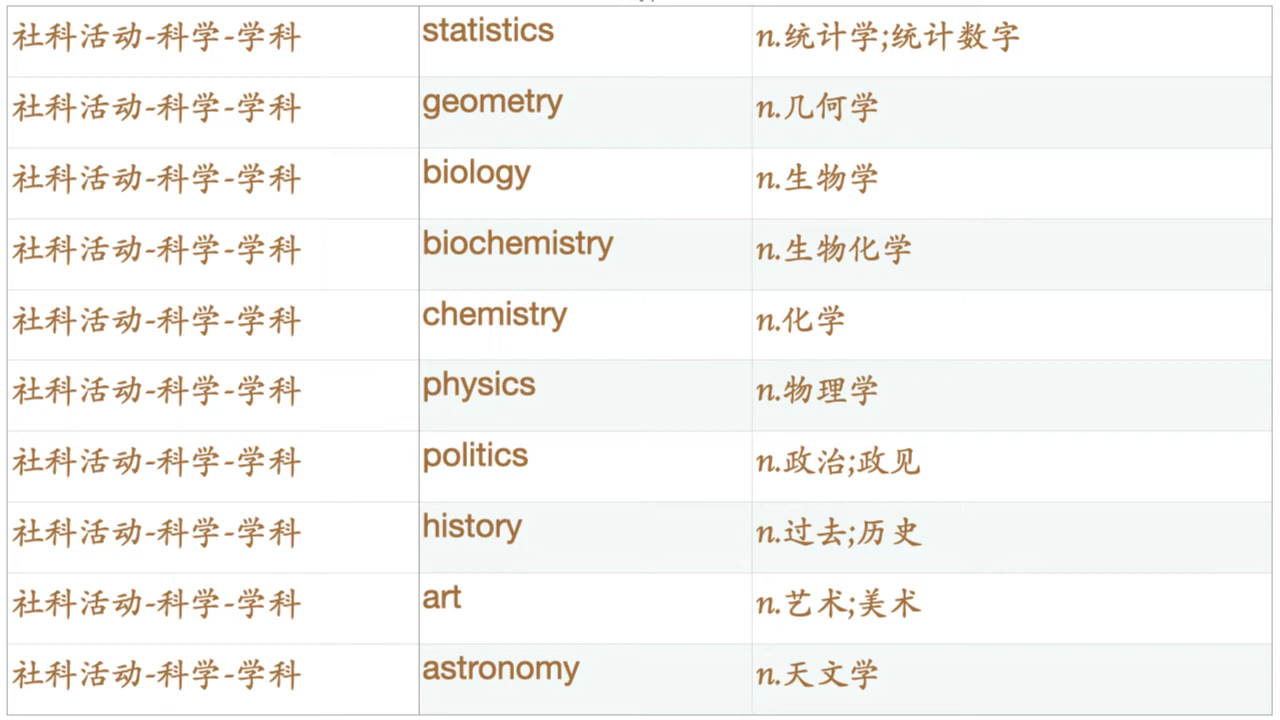 社科活动-科学-学科 statistics n.统计学;统计数字
社科活动-科学-学科 geometry n.几何学
社科活动-科学-学科 biology n.生物学
社科活动-科学-学科 biochemistry n.生物化学
社科活动-科学-学科 chemistry n.化学
社科活动-科学-学科 physics n.物理学
社科活动-科学-学科 politics n.政治;政见
社科活动-科学-学科 history n.过去;历史
社科活动-科学-学科 art n.艺术;美术
社科活动-科学-学科 astronomy n.天文学